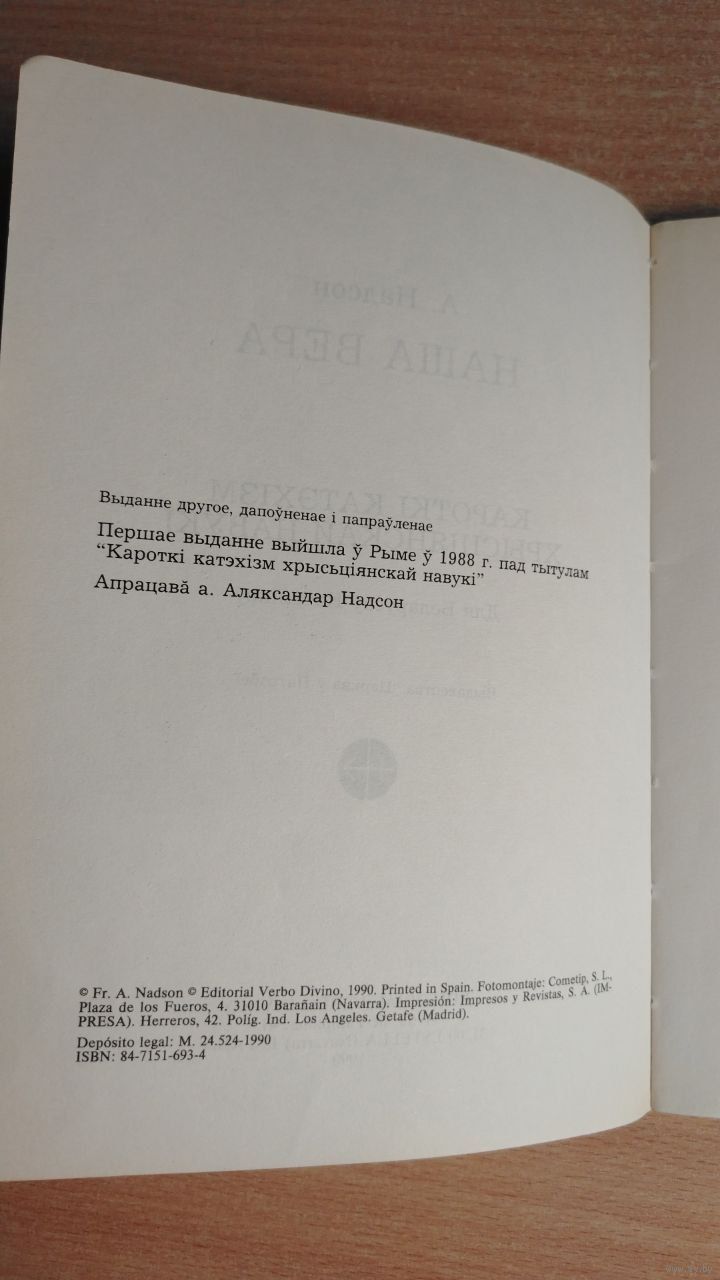 Выданне другое, дапоўненае і папраўленае
Першае выданне выйшла ў Рыме ў 1988 г. пад тытулам
“Кароткі катэхізм хрысьціянскай навукі”
Апрацавӑ а. Аляксандар Надсон
© Fr. A. Nadson © Editorial Verbo Divino, 1990. Printed in Spain. Fotomontaje: Cometip, S. L.,
Plaza de los Fueros, 4. 31010 Barañain (Navarra). Impresión: Impresos y Revistas, S. A. (IM-
PRESA). Herreros, 42. Políg. Ind. Los Angeles. Getafe (Madrid).
Depósito legal: M. 24.524-1990
ISBN: 84-7151-693-4